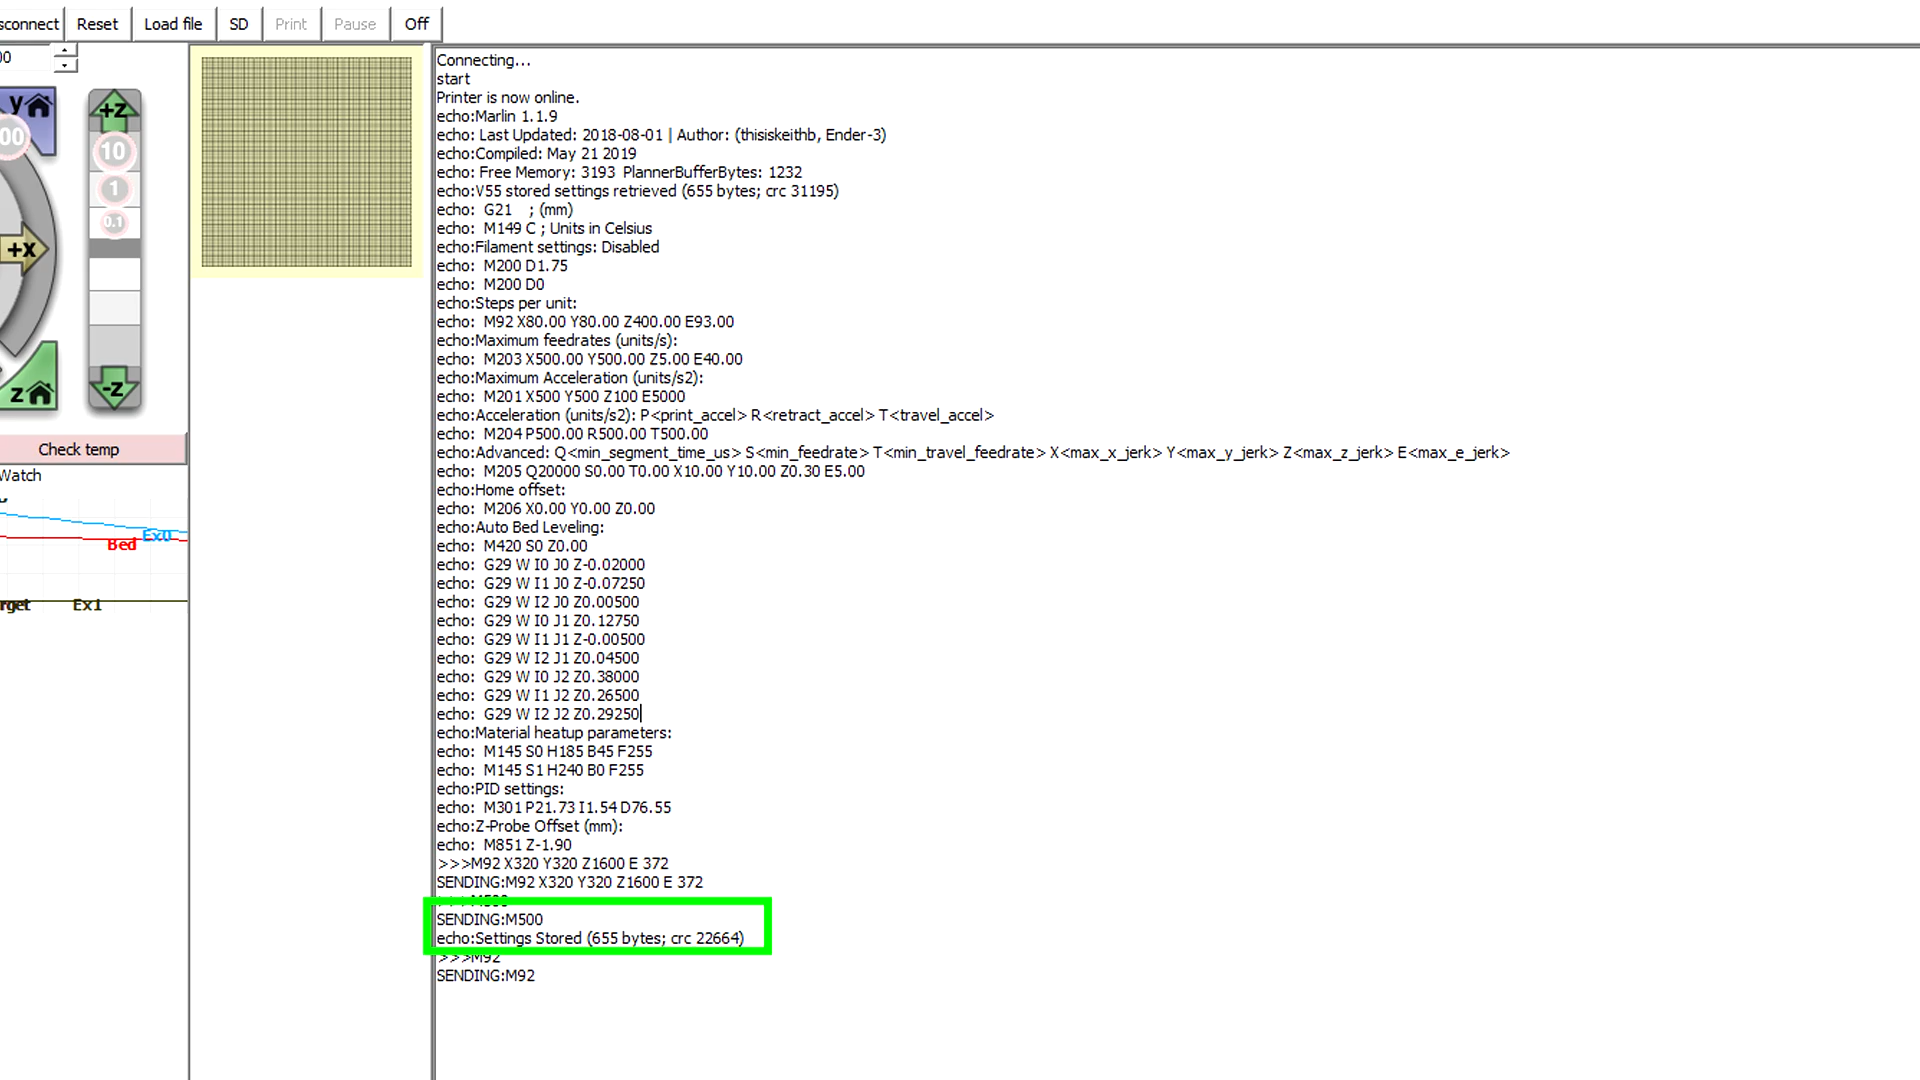 sconnect Reset Load file SD Print Pause Off
00
y
00
+Z
10
1
0.1
+X
z
-Z
Check temp
Watch
Ex0
Bed
rget Ex1
Connecting...
start
Printer is now online.
echo:Marlin 1.1.9
echo: Last Updated: 2018-08-01 | Author: (thisiskeithb, Ender-3)
echo:Compiled: May 21 2019
echo: Free Memory: 3193  PlannerBufferBytes: 1232
echo:V55 stored settings retrieved (655 bytes; crc 31195)
echo:  G21    ; (mm)
echo:  M149 C ; Units in Celsius
echo:Filament settings: Disabled
echo:  M200 D1.75
echo:  M200 D0
echo:Steps per unit:
echo:  M92 X80.00 Y80.00 Z400.00 E93.00
echo:Maximum feedrates (units/s):
echo:  M203 X500.00 Y500.00 Z5.00 E40.00
echo:Maximum Acceleration (units/s2):
echo:  M201 X500 Y500 Z100 E5000
echo:Acceleration (units/s2): P<print_accel> R<retract_accel> T<travel_accel>
echo:  M204 P500.00 R500.00 T500.00
echo:Advanced: Q<min_segment_time_us> S<min_feedrate> T<min_travel_feedrate> X<max_x_jerk> Y<max_y_jerk> Z<max_z_jerk> E<max_e_jerk>
echo:  M205 Q20000 S0.00 T0.00 X10.00 Y10.00 Z0.30 E5.00
echo:Home offset:
echo:  M206 X0.00 Y0.00 Z0.00
echo:Auto Bed Leveling:
echo:  M420 S0 Z0.00
echo:  G29 W I0 J0 Z-0.02000
echo:  G29 W I1 J0 Z-0.07250
echo:  G29 W I2 J0 Z0.00500
echo:  G29 W I0 J1 Z0.12750
echo:  G29 W I1 J1 Z-0.00500
echo:  G29 W I2 J1 Z0.04500
echo:  G29 W I0 J2 Z0.38000
echo:  G29 W I1 J2 Z0.26500
echo:  G29 W I2 J2 Z0.29250
echo:Material heatup parameters:
echo:  M145 S0 H185 B45 F255
echo:  M145 S1 H240 B0 F255
echo:PID settings:
echo:  M301 P21.73 I1.54 D76.55
echo:Z-Probe Offset (mm):
echo:  M851 Z-1.90
>>>M92 X320 Y320 Z1600 E 372
SENDING:M92 X320 Y320 Z1600 E 372
>>>M500
SENDING:M500
echo:Settings Stored (655 bytes; crc 22664)
>>>M92
SENDING:M92